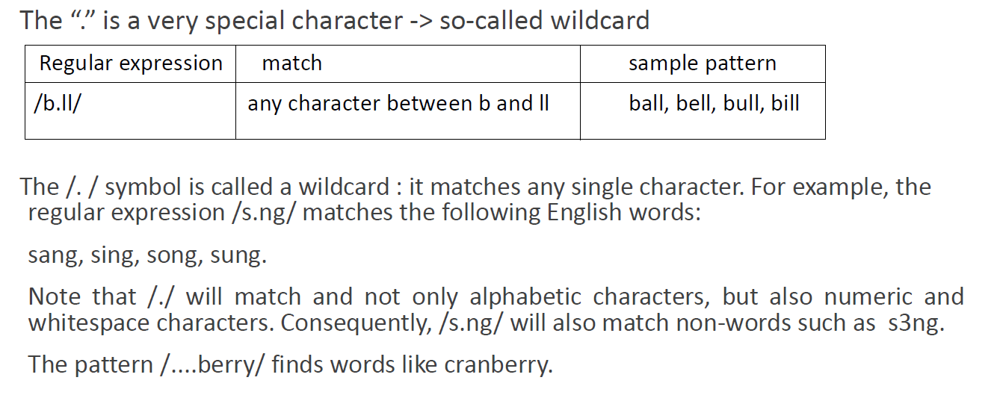 The “.” is a very special character -> so-called wildcard
Regular expression match sample pattern
/b.ll/ any character between b and ll ball, bell, bull, bill
The /. / symbol is called a wildcard : it matches any single character. For example, the
regular expression /s.ng/ matches the following English words:
sang, sing, song, sung.
Note that /./ will match and not only alphabetic characters, but also numeric and
whitespace characters. Consequently, /s.ng/ will also match non-words such as s3ng.
The pattern /....berry/ finds words like cranberry.